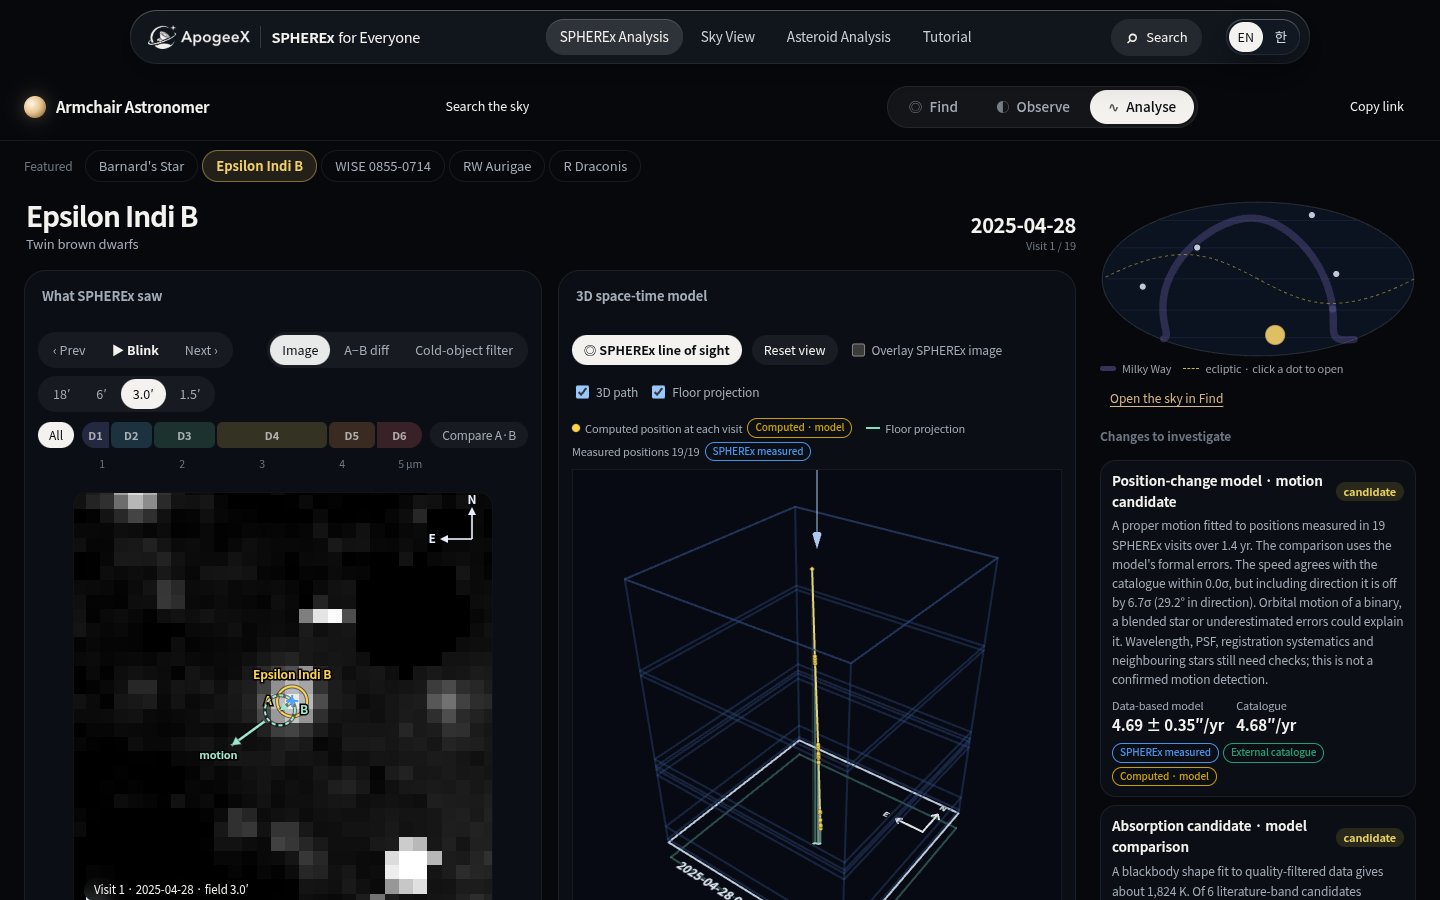 ApogeeX SPHEREx for Everyone SPHEREx Analysis Sky View Asteroid Analysis Tutorial Search EN 한
Armchair Astronomer Search the sky Find Observe Analyse Copy link
Featured Barnard's Star Epsilon Indi B WISE 0855-0714 RW Aurigae R Draconis
Epsilon Indi B
Twin brown dwarfs
2025-04-28
Visit 1 / 19
What SPHEREx saw
‹ Prev ▶ Blink Next › Image A−B diff Cold-object filter
18′ 6′ 3.0′ 1.5′
All D1 D2 D3 D4 D5 D6 Compare A·B
1 2 3 4 5 µm
N
E
Epsilon Indi B
A
B
motion
Visit 1 · 2025-04-28 · field 3.0′
3D space-time model
SPHEREx line of sight Reset view Overlay SPHEREx image
3D path Floor projection
Computed position at each visit Computed · model Floor projection
Measured positions 19/19 SPHEREx measured
E
N
Milky Way ecliptic · click a dot to open
Open the sky in Find
Changes to investigate
Position-change model · motion
candidate
candidate
A proper motion fitted to positions measured in 19
SPHEREx visits over 1.4 yr. The comparison uses the
model's formal errors. The speed agrees with the
catalogue within 0.0σ, but including direction it is off
by 6.7σ (29.2° in direction). Orbital motion of a binary,
a blended star or underestimated errors could explain
it. Wavelength, PSF, registration systematics and
neighbouring stars still need checks; this is not a
confirmed motion detection.
Data-based model Catalogue
4.69 ± 0.35″/yr 4.68″/yr
SPHEREx measured External catalogue
Computed · model
Absorption candidate · model
comparison
candidate
A blackbody shape fit to quality-filtered data gives
about 1,824 K. Of 6 literature-band candidates